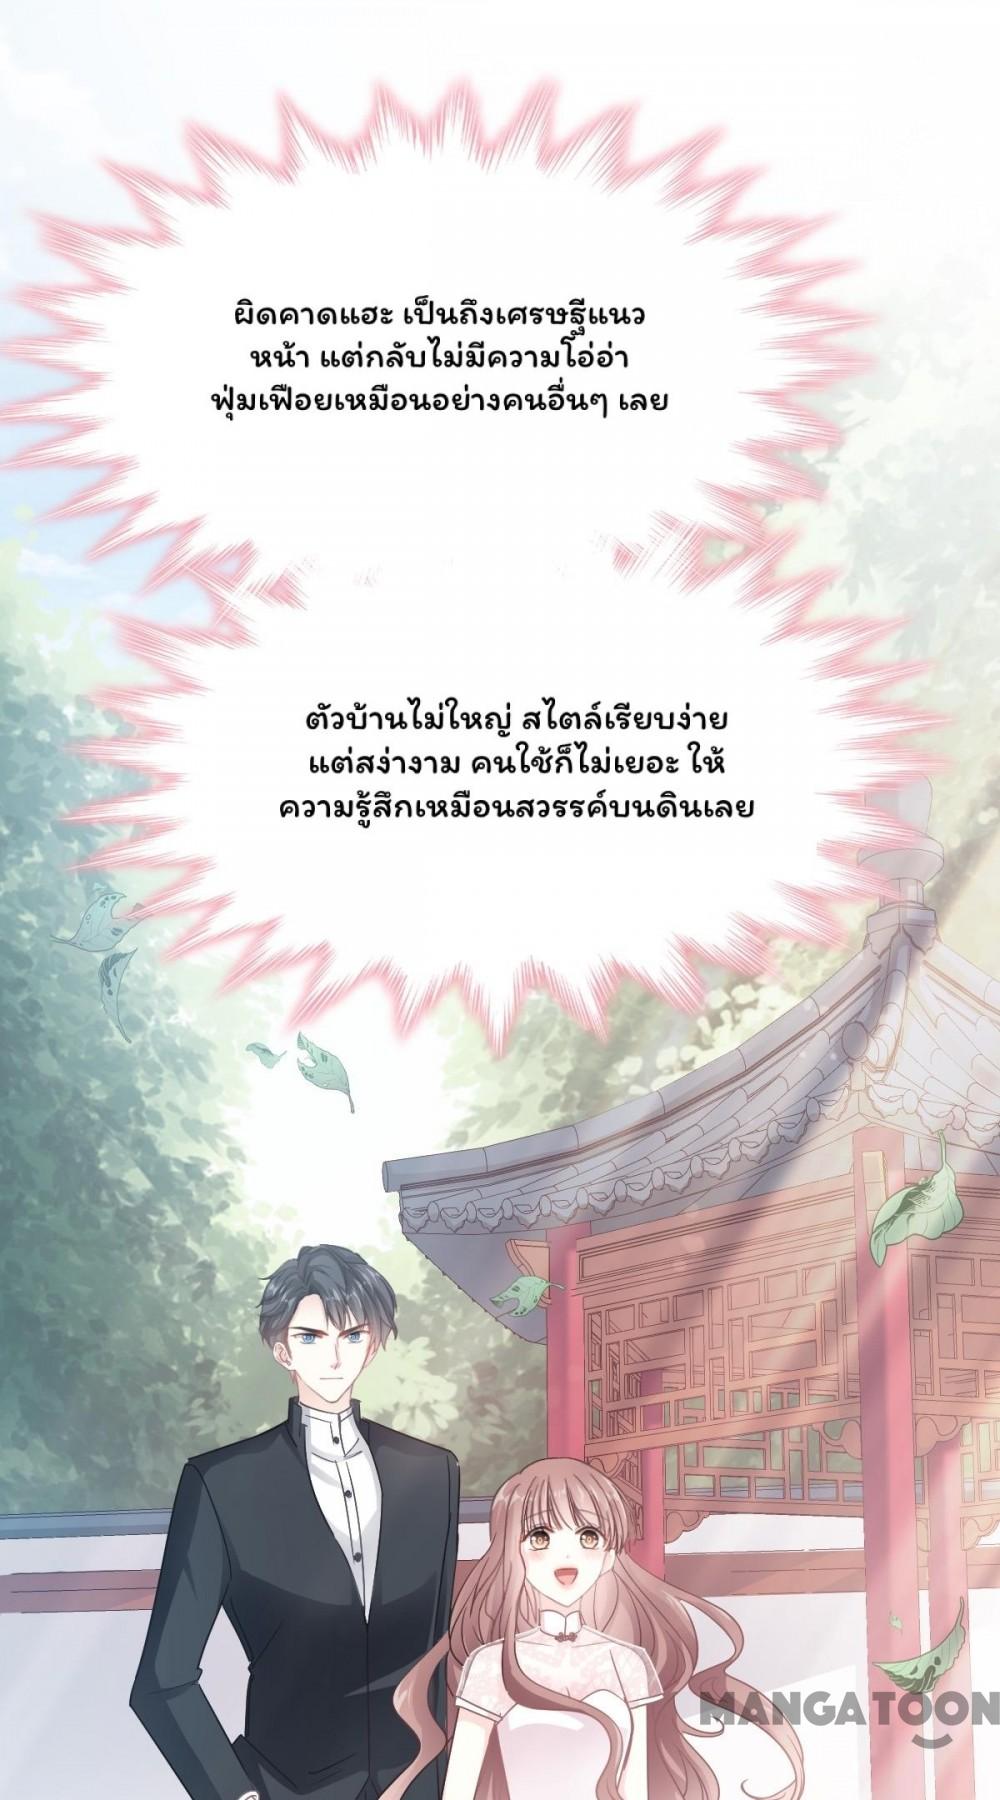 ผิดคาดแฮะ เป็นถึงเศรษฐีแนว
หน้า แต่กลับไม่มีความโอ่อ่า
ฟุ่มเฟือยเหมือนอย่างคนอื่นๆ เลย
ตัวบ้านไม่ใหญ่ สไตล์เรียบง่าย
แต่สง่างาม คนใช้ก็ไม่เยอะ ให้
ความรู้สึกเหมือนสวรรค์บนดินเลย
MANGATOON